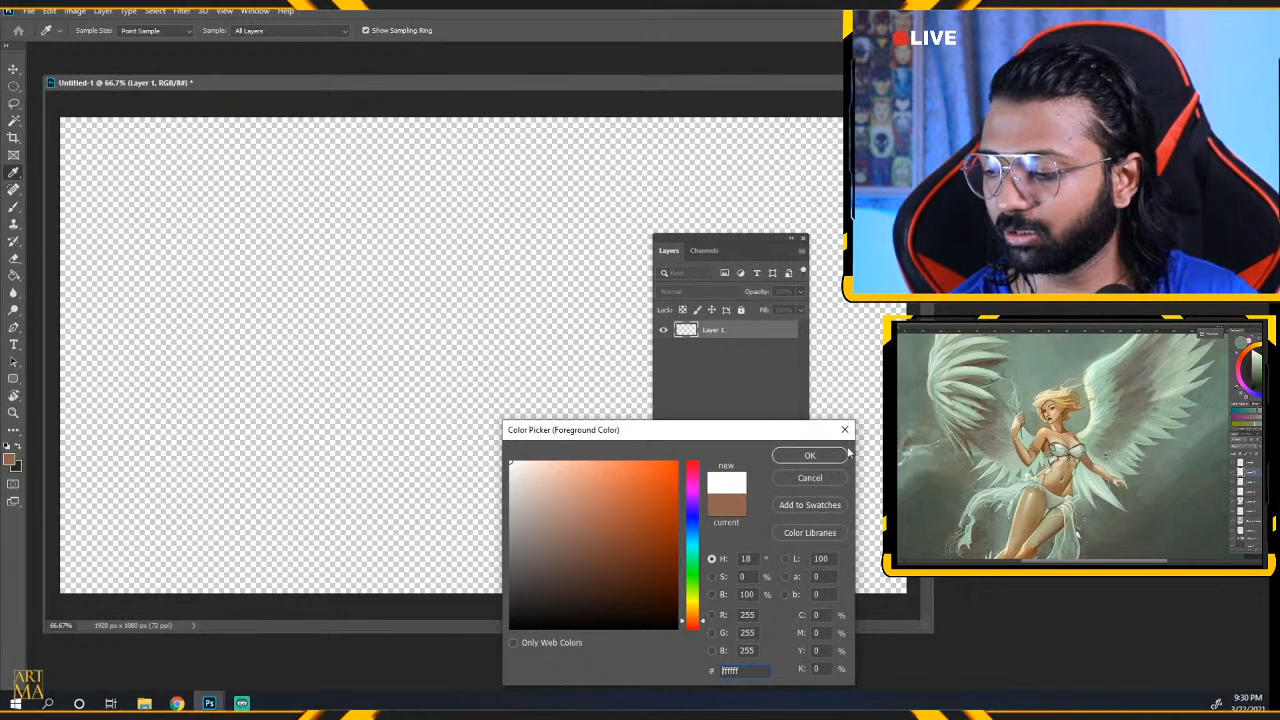 File Edit Image Layer Type Select Filter 3D View Window Help
Sample Size: Point Sample Sample: All Layers Show Sampling Ring
LIVE
Untitled-1 @ 66.7% (Layer 1, RGB/8#) *
Layers Channels
Kind
Normal Opacity: 100%
Lock: Fill: 100%
Layer 1
Color Picker (Foreground Color)
new
current
OK
Cancel
Add to Swatches
Color Libraries
H: 18 ° L: 100
S: 0 % a: 0
B: 100 % b: 0
R: 255 C: 0 %
G: 255 M: 0 %
B: 255 Y: 0 %
# ffffff K: 0 %
Only Web Colors
66.67% 1920 px x 1080 px (72 ppi)
ART
MA
Ps
9:30 PM
3/22/2021